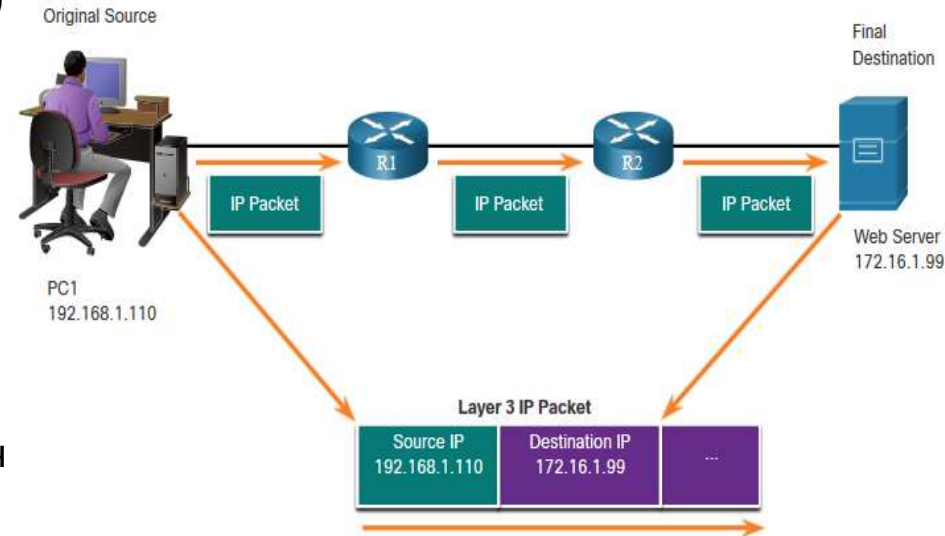 Original Source
Final
Destination
R1
R2
IP Packet
IP Packet
IP Packet
Web Server
172.16.1.99
PC1
192.168.1.110
Layer 3 IP Packet
Source IP
192.168.1.110
Destination IP
172.16.1.99
...